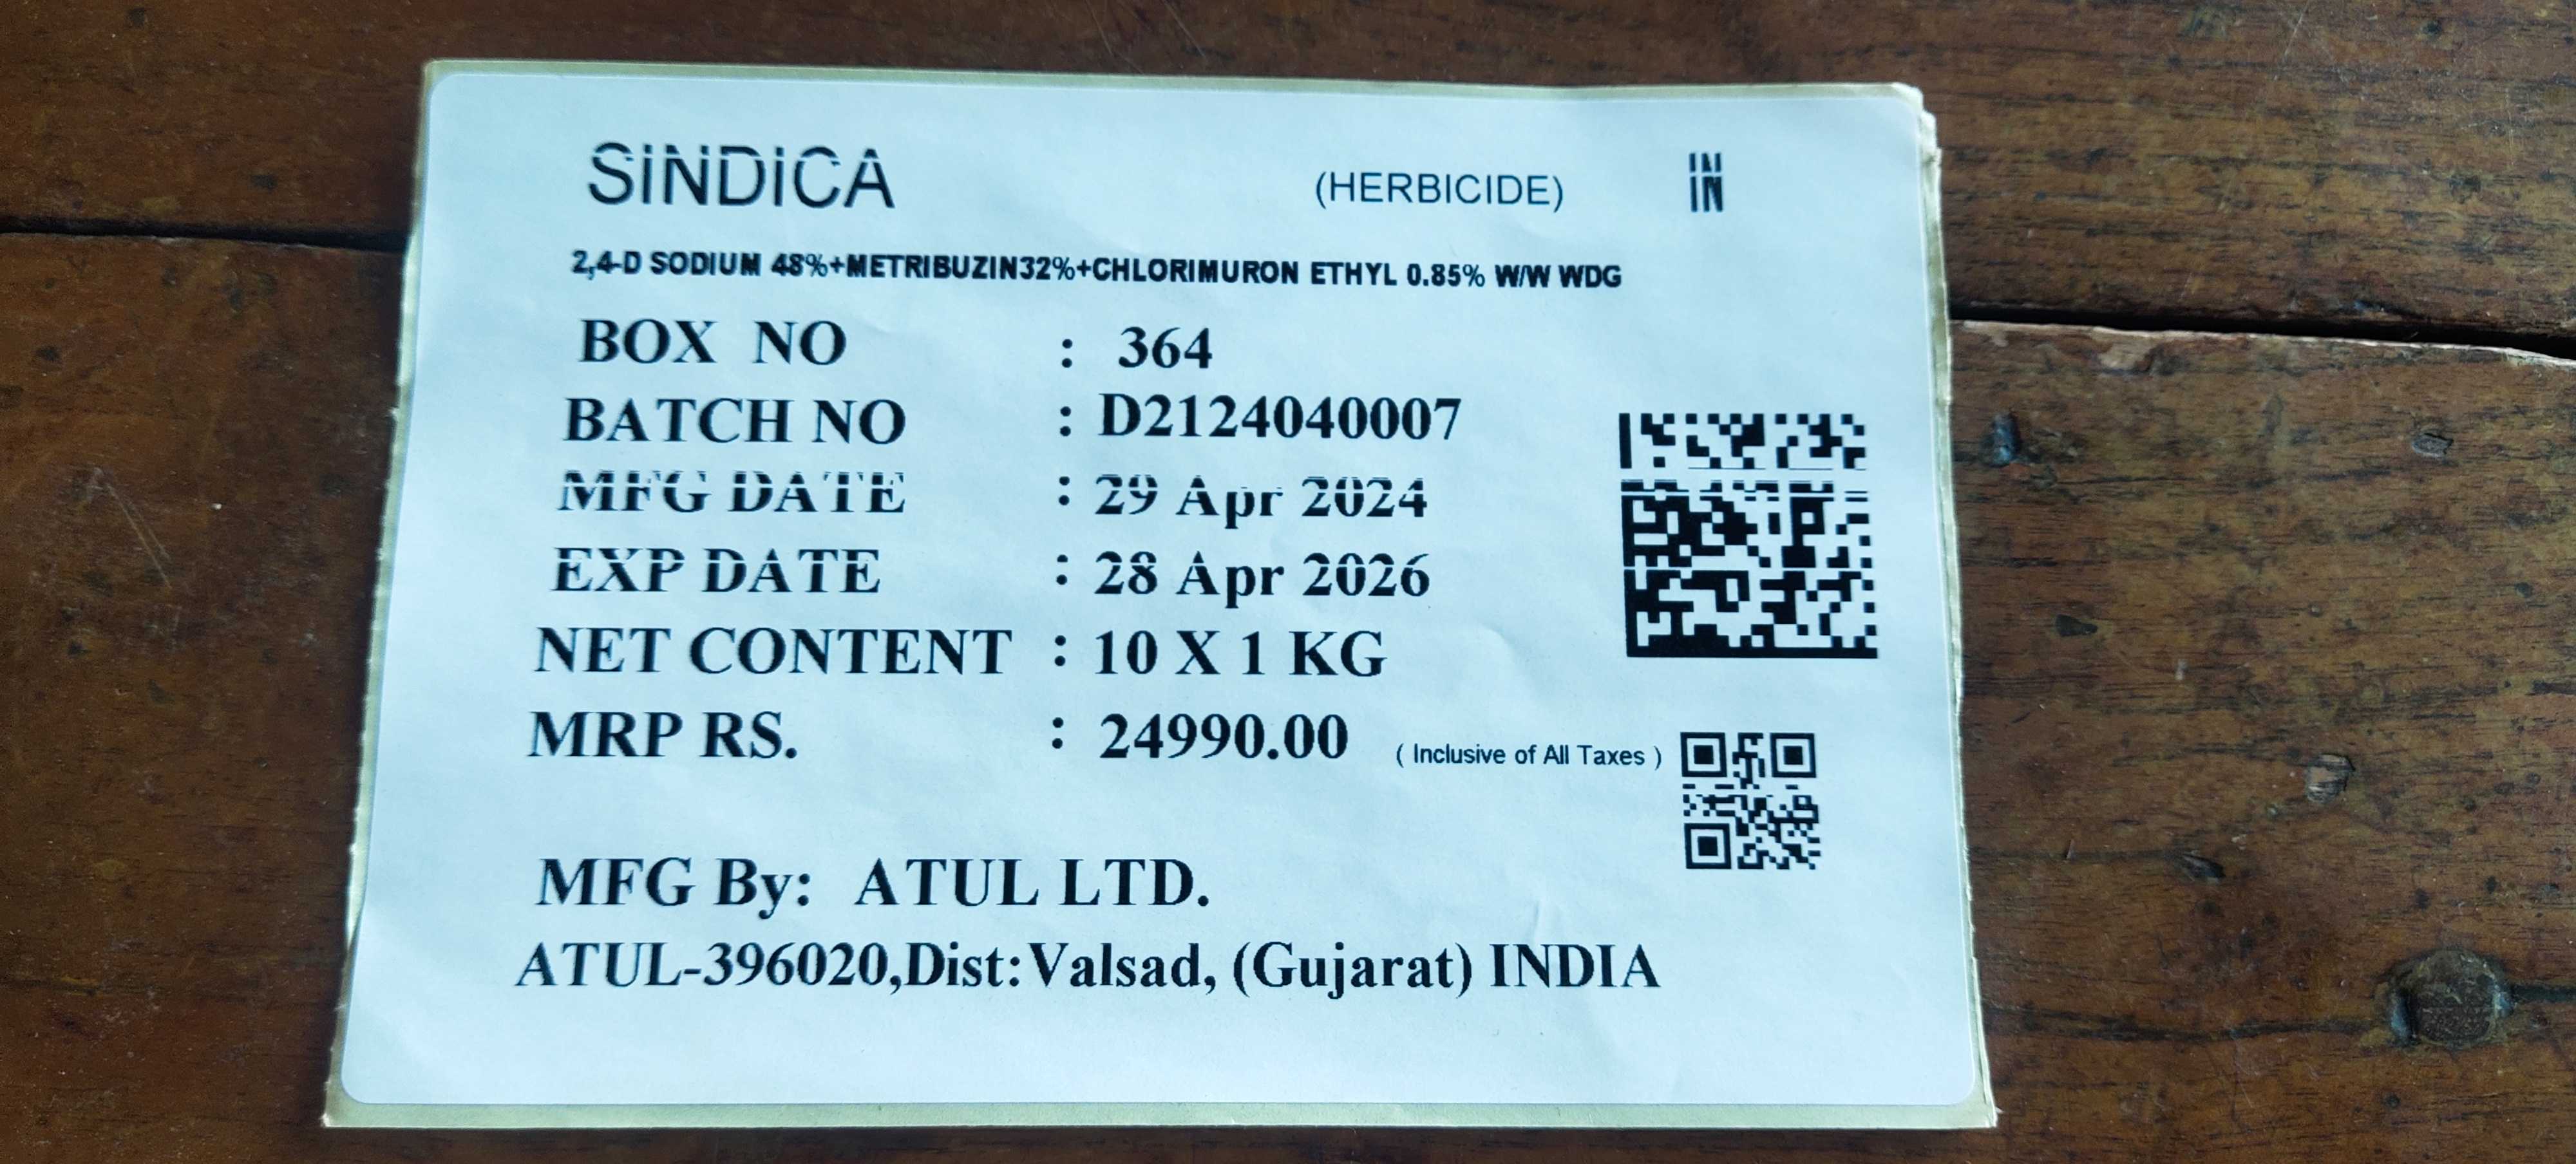 SiNDiCA (HERBICIDE) IN
2,4-D SODIUM 48%+METRIBUZIN32%+CHLORIMURON ETHYL 0.85% W/W WDG
BOX NO : 364
BATCH NO : D2124040007
MFG DATE : 29 Apr 2024
EXP DATE : 28 Apr 2026
NET CONTENT : 10 X 1 KG
MRP RS. : 24990.00 ( Inclusive of All Taxes )
MFG By: ATUL LTD.
ATUL-396020,Dist:Valsad, (Gujarat) INDIA